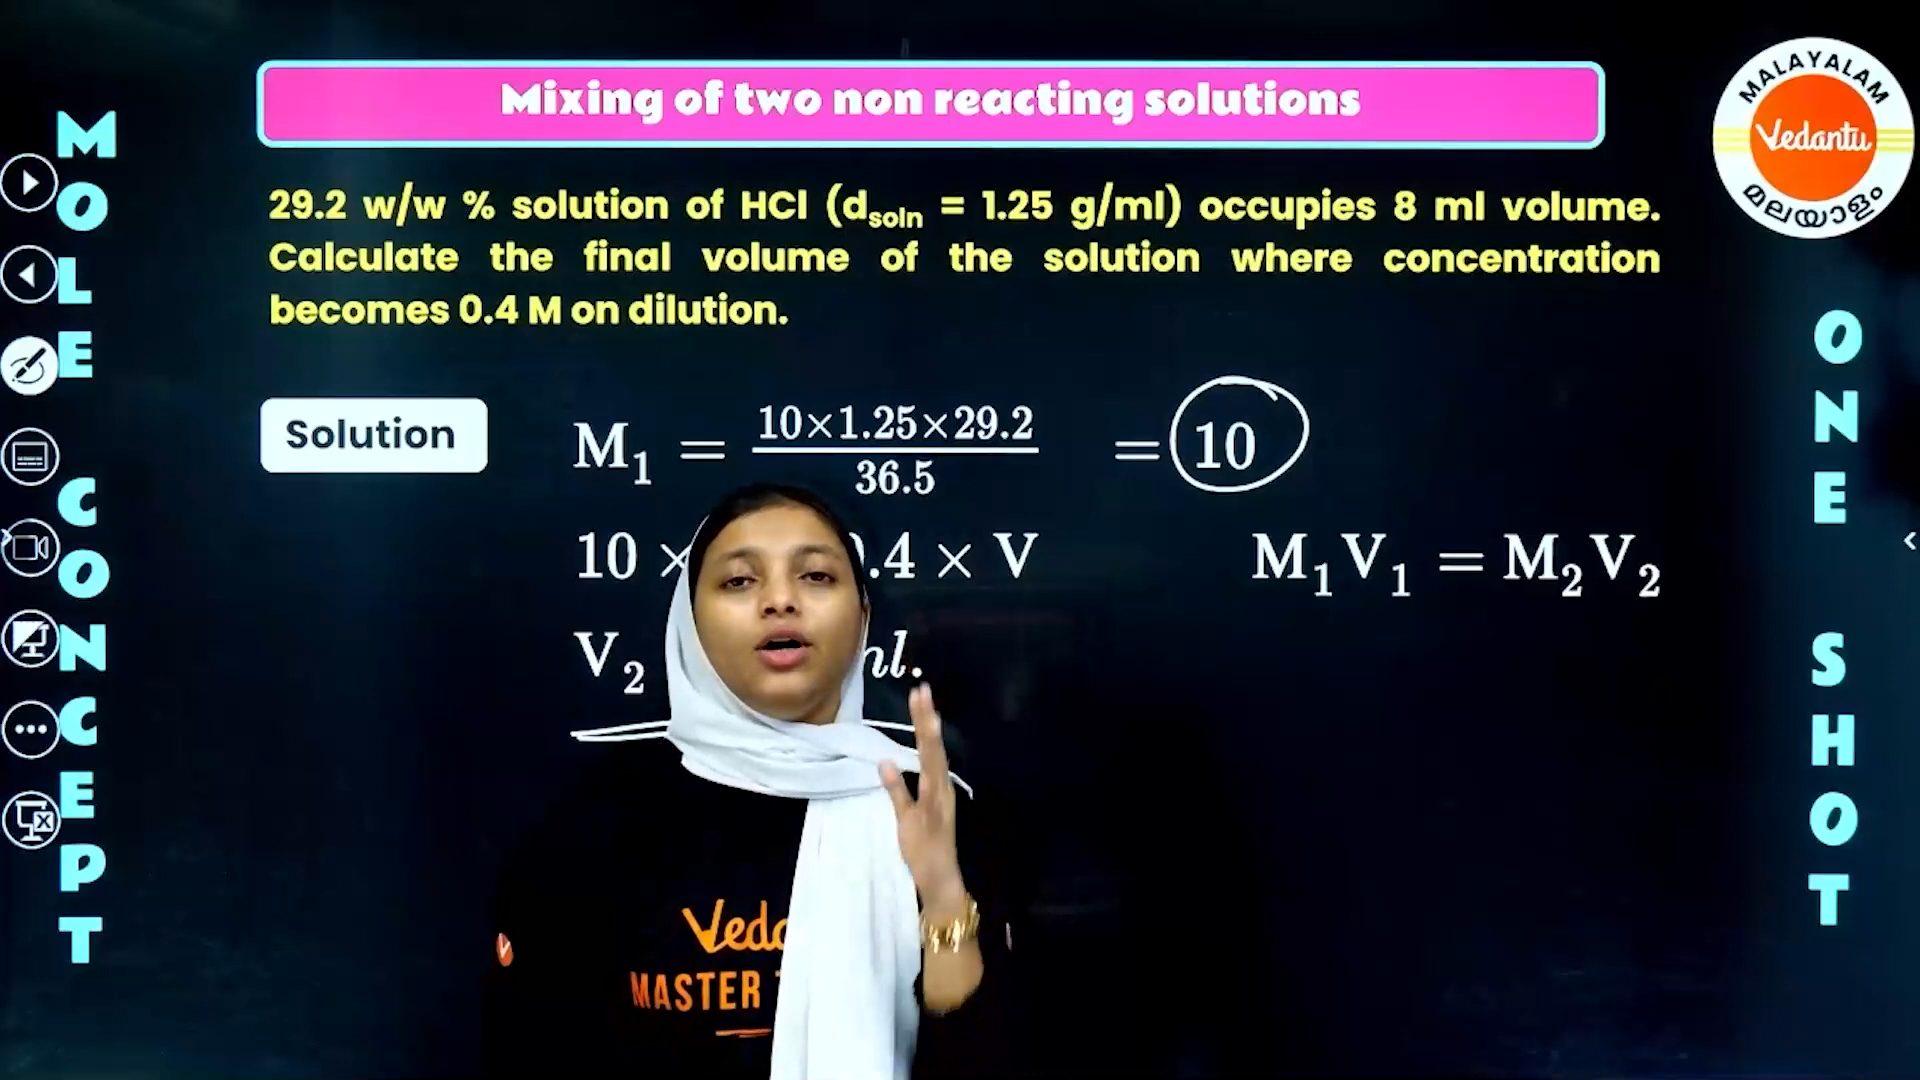 Mixing of two non reacting solutions
29.2 w/w % solution of HCl (dsoln = 1.25 g/ml) occupies 8 ml volume.
Calculate the final volume of the solution where concentration
becomes 0.4 M on dilution.
Solution
M₁ = 10×1.25×29.2 / 36.5 = 10
10 × .4 × V
M₁V₁ = M₂V₂
V₂ l.
MOLE CONCEPT
ONE SHOT
MALAYALAM
Vedantu
മലയാളം
MASTER